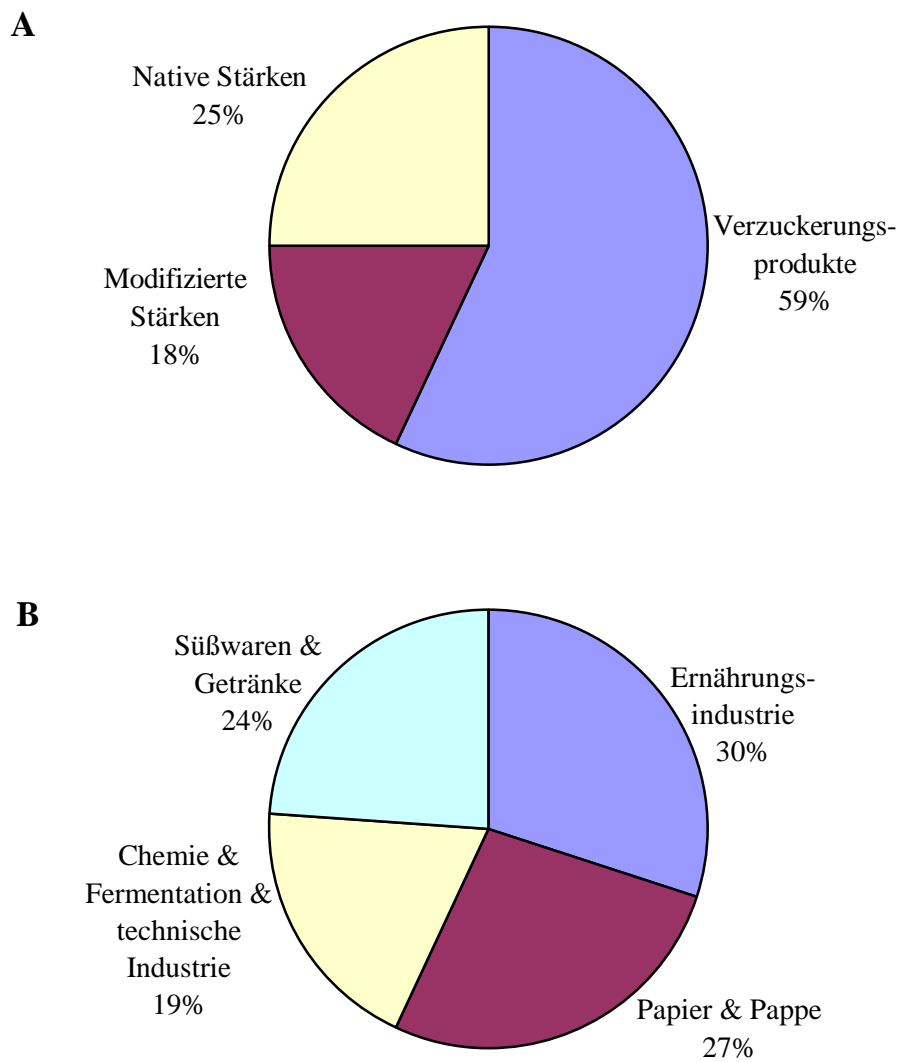 A
Native Stärken
25%
Verzuckerungs-
produkte
59%
Modifizierte
Stärken
18%
B
Süßwaren &
Getränke
24%
Ernährungs-
industrie
30%
Chemie &
Fermentation &
technische
Industrie
19%
Papier & Pappe
27%